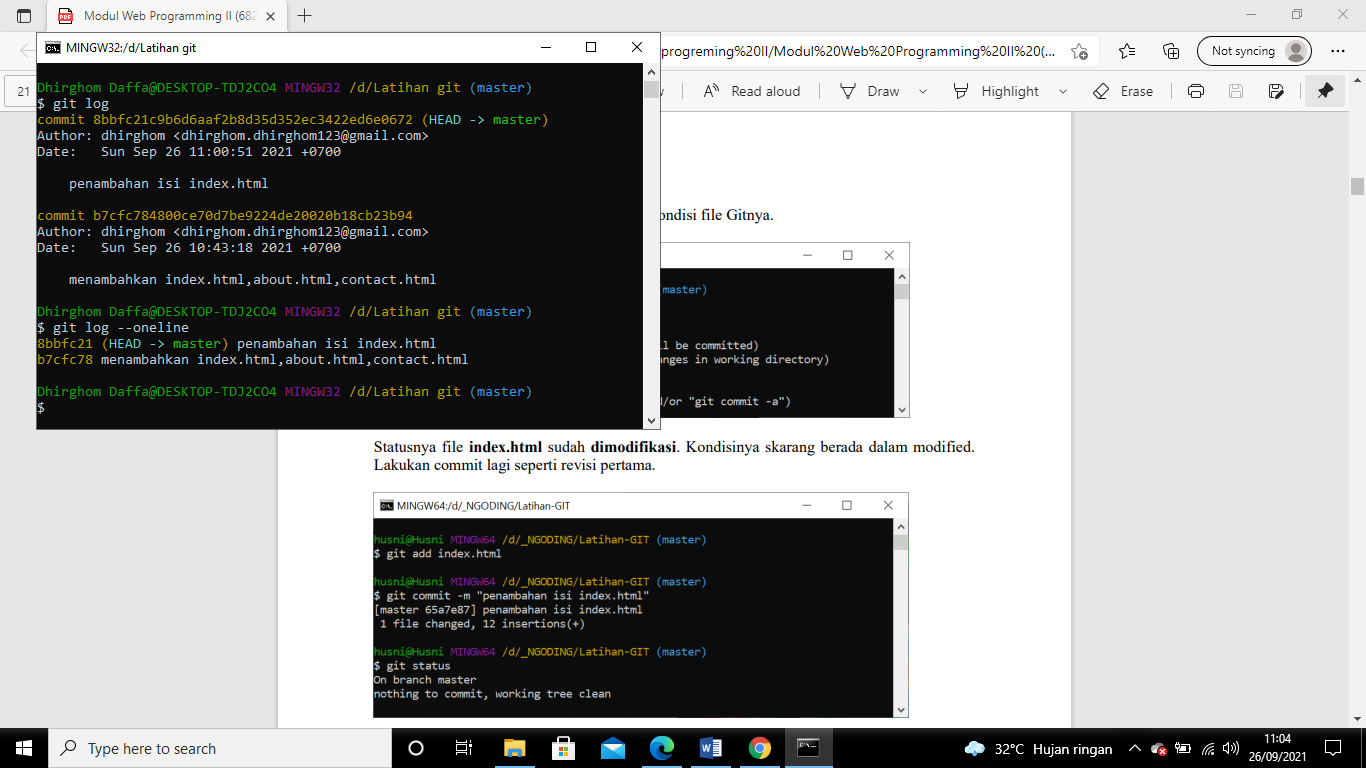 Modul Web Programming II (682
MINGW32:/d/Latihan git
progreming%20II/Modul%20Web%20Programming%20II%20(...
Not syncing
21
Read aloud
Draw
Highlight
Erase
Dhirghom Daffa@DESKTOP-TDJ2CO4 MINGW32 /d/Latihan git (master)
$ git log
commit 8bbfc21c9b6d6aaf2b8d35d352ec3422ed6e0672 (HEAD -> master)
Author: dhirghom <dhirghom.dhirghom123@gmail.com>
Date:   Sun Sep 26 11:00:51 2021 +0700
penambahan isi index.html
commit b7cfc784800ce70d7be9224de20020b18cb23b94
Author: dhirghom <dhirghom.dhirghom123@gmail.com>
Date:   Sun Sep 26 10:43:18 2021 +0700
menambahkan index.html,about.html,contact.html
Dhirghom Daffa@DESKTOP-TDJ2CO4 MINGW32 /d/Latihan git (master)
$ git log --oneline
8bbfc21 (HEAD -> master) penambahan isi index.html
b7cfc78 menambahkan index.html,about.html,contact.html
Dhirghom Daffa@DESKTOP-TDJ2CO4 MINGW32 /d/Latihan git (master)
$
ondisi file Gitnya.
master)
ll be committed)
anges in working directory)
d/or "git commit -a")
Statusnya file index.html sudah dimodifikasi. Kondisinya skarang berada dalam modified.
Lakukan commit lagi seperti revisi pertama.
MINGW64:/d/_NGODING/Latihan-GIT
husni@Husni MINGW64 /d/_NGODING/Latihan-GIT (master)
$ git add index.html
husni@Husni MINGW64 /d/_NGODING/Latihan-GIT (master)
$ git commit -m "penambahan isi index.html"
[master 65a7e87] penambahan isi index.html
1 file changed, 12 insertions(+)
husni@Husni MINGW64 /d/_NGODING/Latihan-GIT (master)
$ git status
On branch master
nothing to commit, working tree clean
Type here to search
32°C Hujan ringan
11:04
26/09/2021